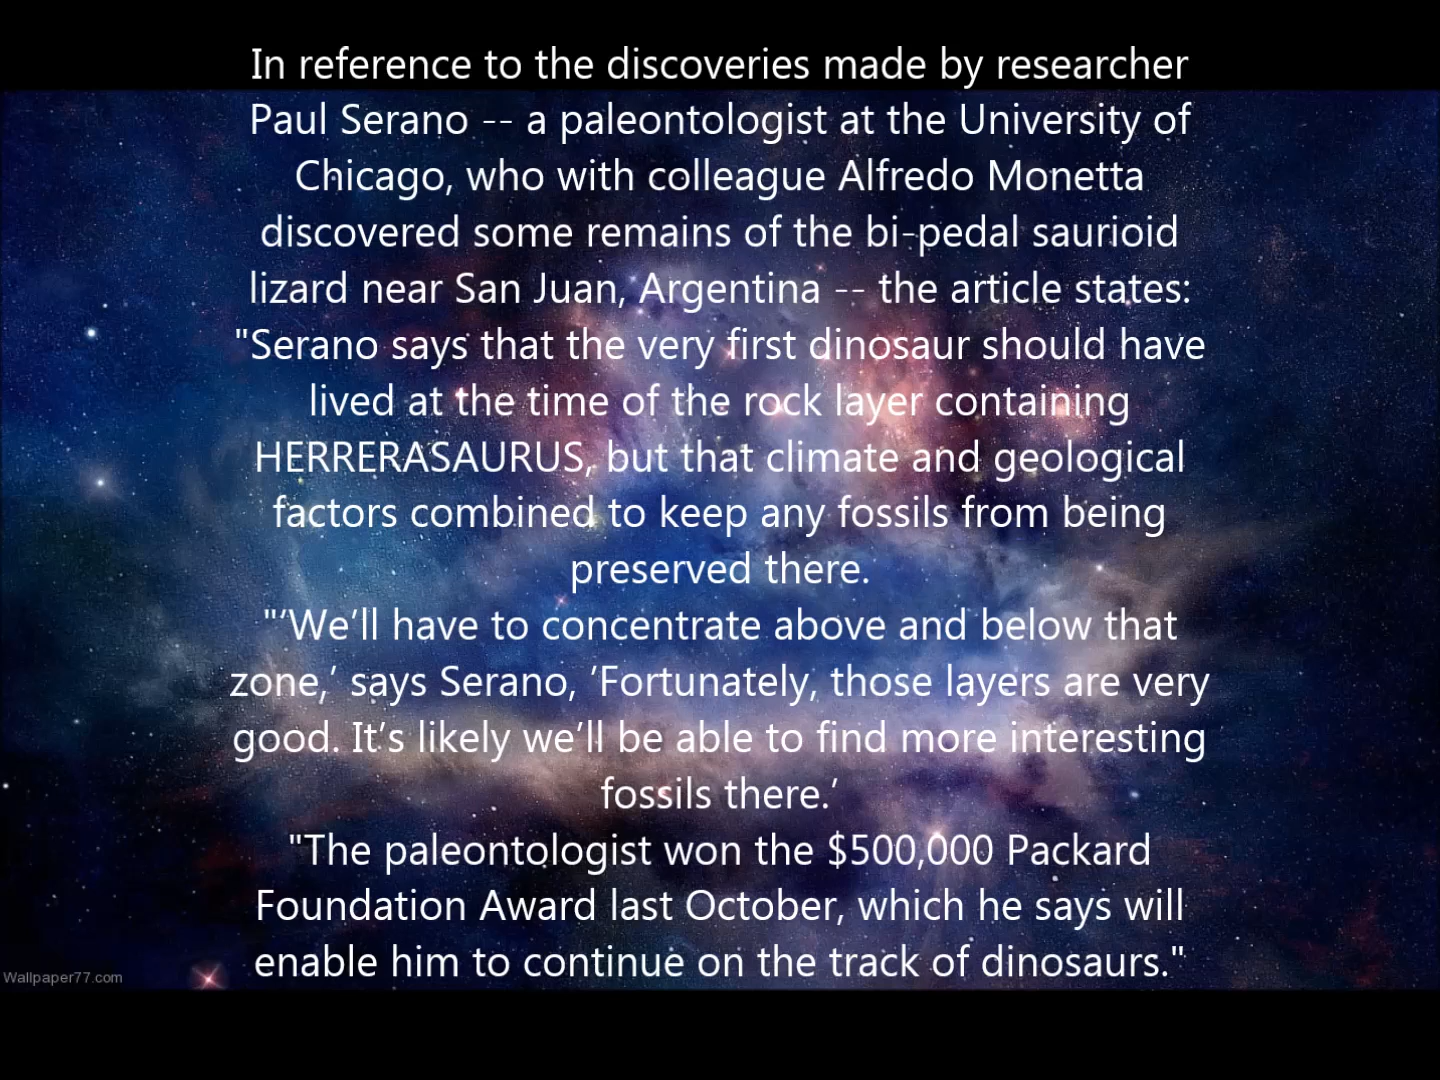 In reference to the discoveries made by researcher
Paul Serano -- a paleontologist at the University of
Chicago, who with colleague Alfredo Monetta
discovered some remains of the bi-pedal saurioid
lizard near San Juan, Argentina -- the article states:
"Serano says that the very first dinosaur should have
lived at the time of the rock layer containing
HERRERASAURUS, but that climate and geological
factors combined to keep any fossils from being
preserved there.
"‘We’ll have to concentrate above and below that
zone,’ says Serano, ’Fortunately, those layers are very
good. It’s likely we’ll be able to find more interesting
fossils there.’
"The paleontologist won the $500,000 Packard
Foundation Award last October, which he says will
enable him to continue on the track of dinosaurs."
Wallpaper77.com